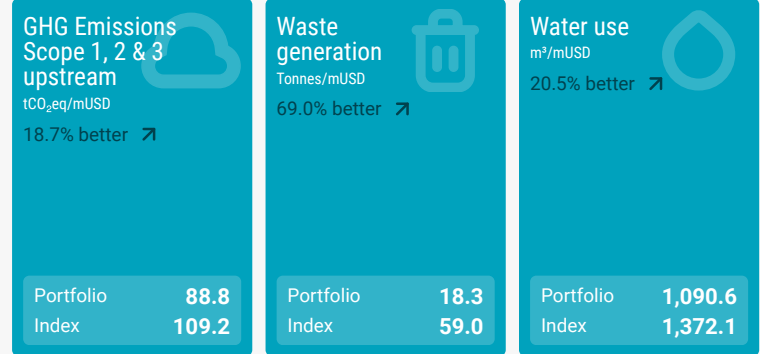 GHG Emissions
Scope 1, 2 & 3
upstream
tCO₂eq/mUSD
18.7% better
Portfolio 88.8
Index 109.2
Waste
generation
Tonnes/mUSD
69.0% better
Portfolio 18.3
Index 59.0
Water use
m³/mUSD
20.5% better
Portfolio 1,090.6
Index 1,372.1